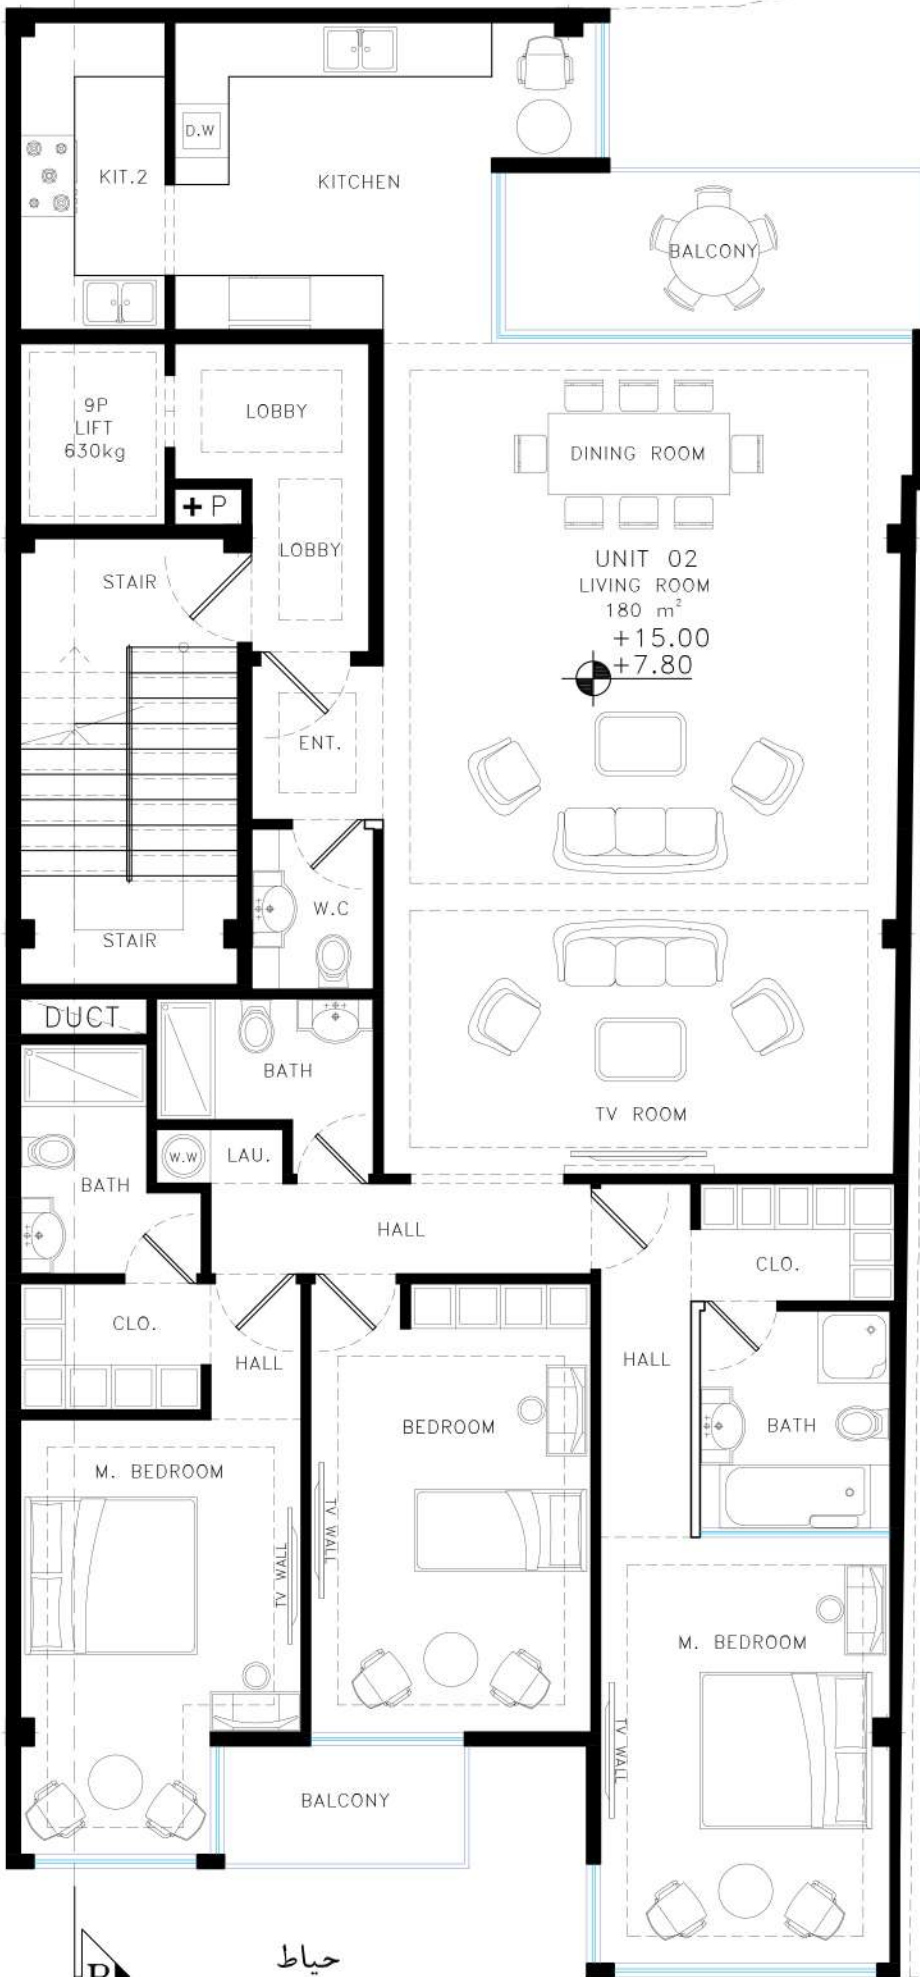 D.W
KIT.2
KITCHEN
BALCONY
9P
LIFT
630kg
LOBBY
+ P
DINING ROOM
LOBBY
STAIR
UNIT 02
LIVING ROOM
180 m²
+15.00
+7.80
ENT.
W.C
STAIR
DUCT
BATH
TV ROOM
W.W
LAU.
BATH
HALL
CLO.
CLO.
HALL
HALL
BEDROOM
BATH
M. BEDROOM
TV WALL
TV WALL
M. BEDROOM
TV WALL
BALCONY
حياط
B